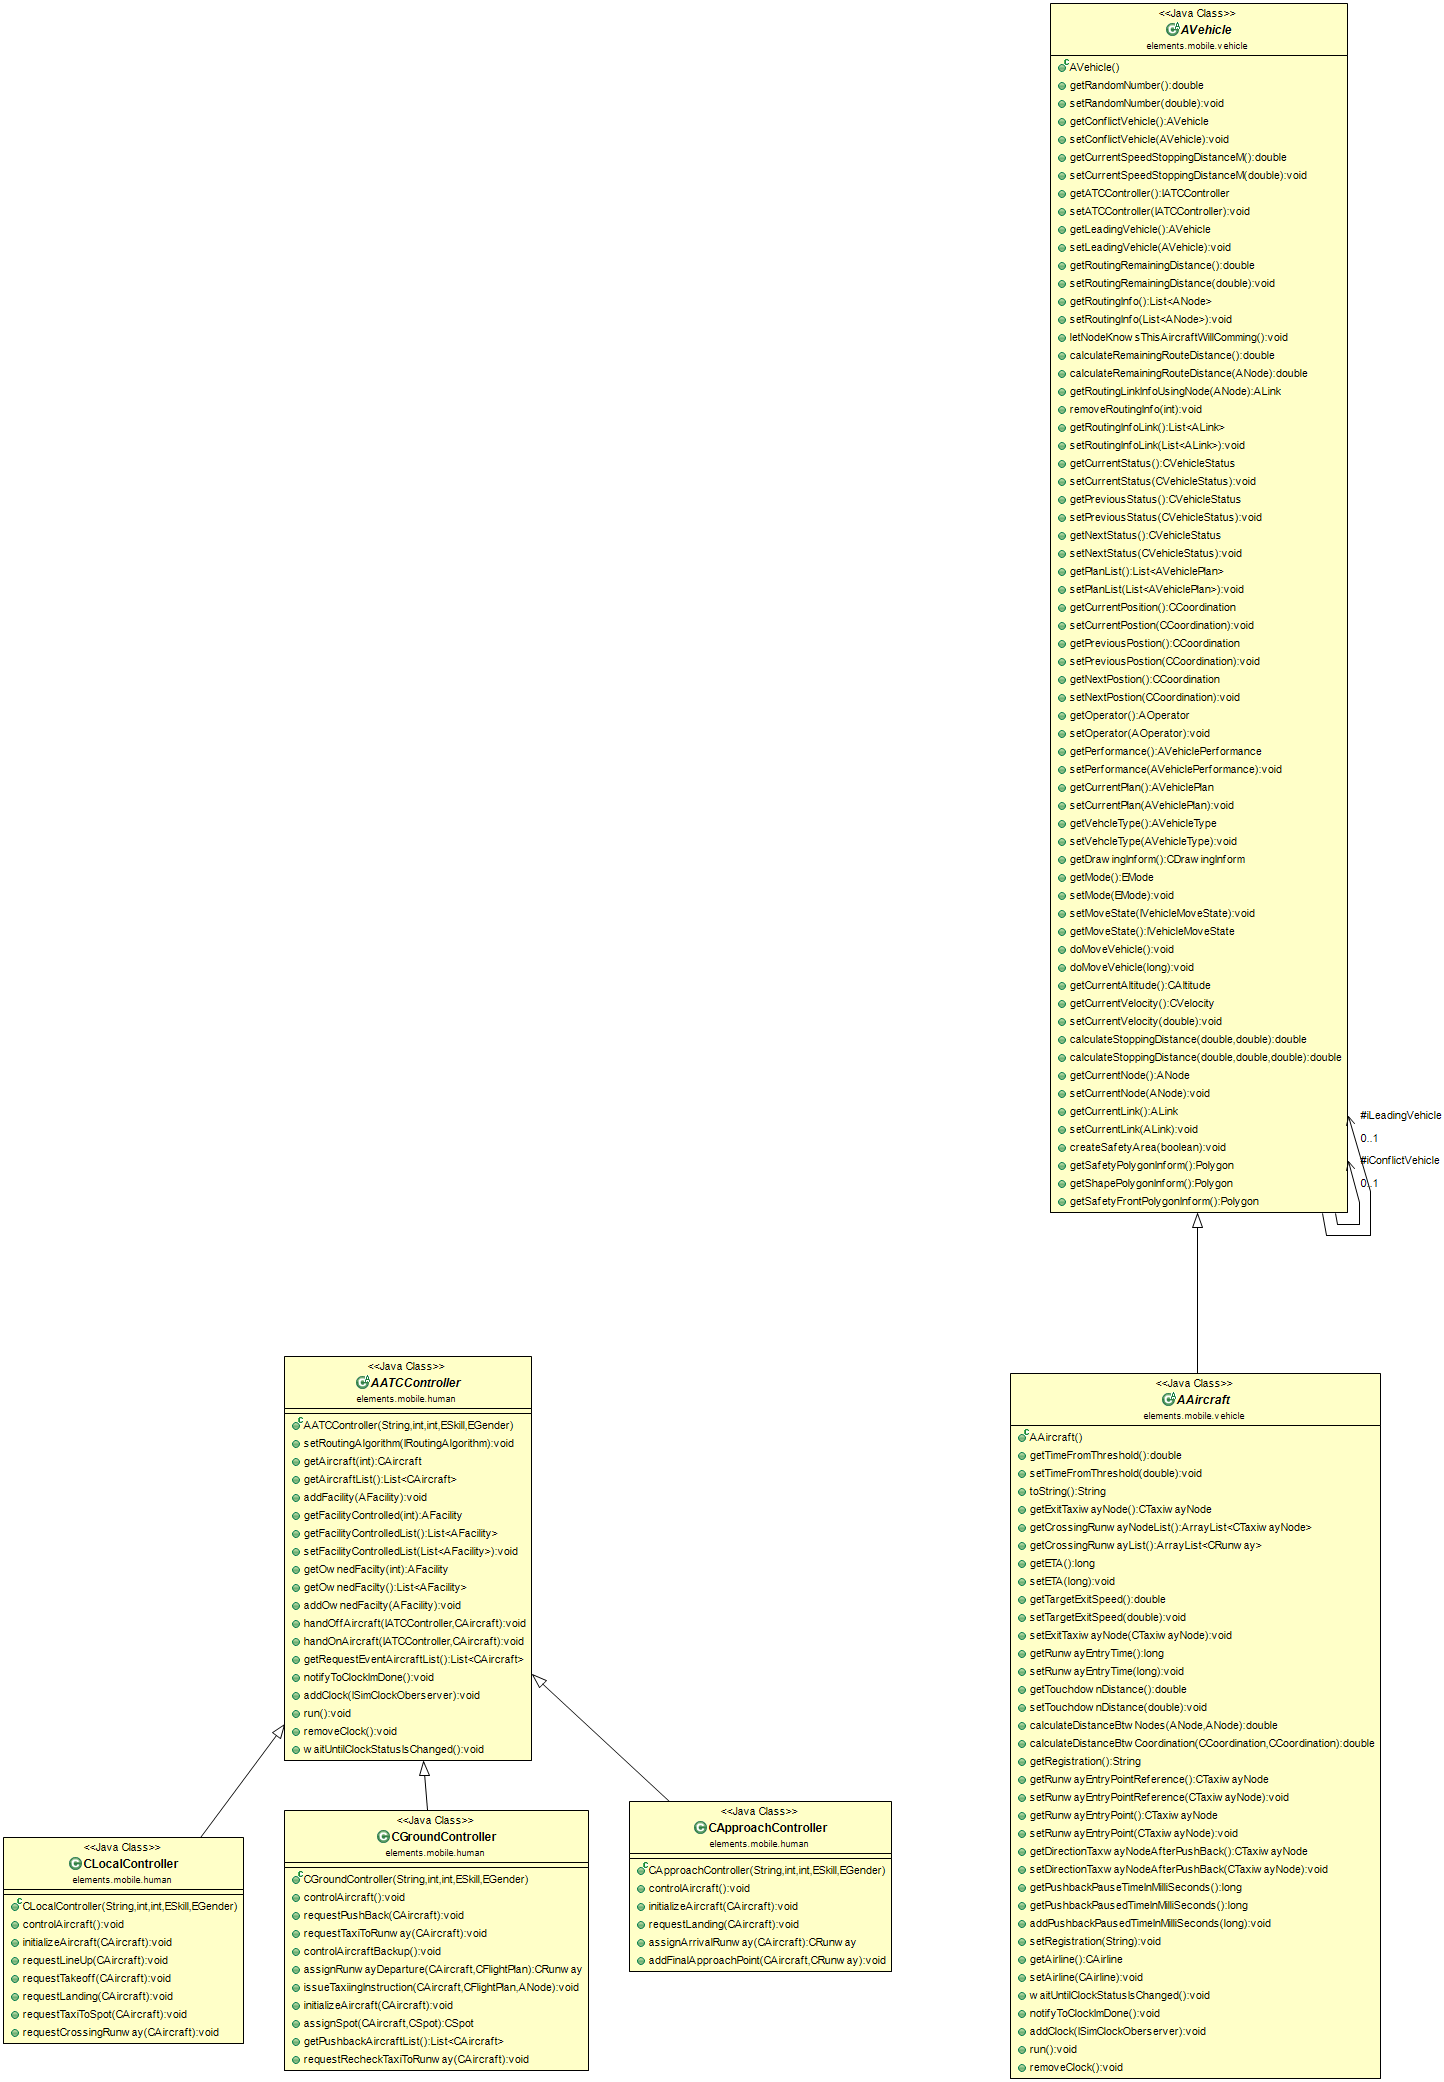 <<Java Class>>
AVehicle
elements.mobile.vehicle
AVehicle()
getRandomNumber():double
setRandomNumber(double):void
getConflictVehicle():AVehicle
setConflictVehicle(AVehicle):void
getCurrentSpeedStoppingDistanceM():double
setCurrentSpeedStoppingDistanceM(double):void
getATCController():IATCController
setATCController(IATCController):void
getLeadingVehicle():AVehicle
setLeadingVehicle(AVehicle):void
getRoutingRemainingDistance():double
setRoutingRemainingDistance(double):void
getRoutingInfo():List<ANode>
setRoutingInfo(List<ANode>):void
letNodeKnowsThisAircraftWillComming():void
calculateRemainingRouteDistance():double
calculateRemainingRouteDistance(ANode):double
getRoutingLinkInfoUsingNode(ANode):ALink
removeRoutingInfo(int):void
getRoutingInfoLink():List<ALink>
setRoutingInfoLink(List<ALink>):void
getCurrentStatus():CVehicleStatus
setCurrentStatus(CVehicleStatus):void
getPreviousStatus():CVehicleStatus
setPreviousStatus(CVehicleStatus):void
getNextStatus():CVehicleStatus
setNextStatus(CVehicleStatus):void
getPlanList():List<AVehiclePlan>
setPlanList(List<AVehiclePlan>):void
getCurrentPosition():CCoordination
setCurrentPostion(CCoordination):void
getPreviousPostion():CCoordination
setPreviousPostion(CCoordination):void
getNextPostion():CCoordination
setNextPostion(CCoordination):void
getOperator():AOperator
setOperator(AOperator):void
getPerformance():AVehiclePerformance
setPerformance(AVehiclePerformance):void
getCurrentPlan():AVehiclePlan
setCurrentPlan(AVehiclePlan):void
getVehcleType():AVehicleType
setVehcleType(AVehicleType):void
getDrawingInform():CDrawingInform
getMode():EMode
setMode(EMode):void
setMoveState(IVehicleMoveState):void
getMoveState():IVehicleMoveState
doMoveVehicle():void
doMoveVehicle(long):void
getCurrentAltitude():CAltitude
getCurrentVelocity():CVelocity
setCurrentVelocity(double):void
calculateStoppingDistance(double,double):double
calculateStoppingDistance(double,double,double):double
getCurrentNode():ANode
setCurrentNode(ANode):void
getCurrentLink():ALink
setCurrentLink(ALink):void
createSafetyArea(boolean):void
getSafetyPolygonInform():Polygon
getShapePolygonInform():Polygon
getSafetyFrontPolygonInform():Polygon
#iLeadingVehicle
0..1
#iConflictVehicle
0..1
<<Java Class>>
AATCController
elements.mobile.human
AATCController(String,int,int,ESkill,EGender)
setRoutingAlgorithm(IRoutingAlgorithm):void
getAircraft(int):CAircraft
getAircraftList():List<CAircraft>
addFacility(AFacility):void
getFacilityControlled(int):AFacility
getFacilityControlledList():List<AFacility>
setFacilityControlledList(List<AFacility>):void
getOwnedFacilty(int):AFacility
getOwnedFacilty():List<AFacility>
addOwnedFacilty(AFacility):void
handOffAircraft(IATCController,CAircraft):void
handOnAircraft(IATCController,CAircraft):void
getRequestEventAircraftList():List<CAircraft>
notifyToClockImDone():void
addClock(ISimClockOberserver):void
run():void
removeClock():void
waitUntilClockStatusIsChanged():void
<<Java Class>>
AAircraft
elements.mobile.vehicle
AAircraft()
getTimeFromThreshold():double
setTimeFromThreshold(double):void
toString():String
getExitTaxiwayNode():CTaxiwayNode
getCrossingRunwayNodeList():ArrayList<CTaxiwayNode>
getCrossingRunwayList():ArrayList<CRunway>
getETA():long
setETA(long):void
getTargetExitSpeed():double
setTargetExitSpeed(double):void
setExitTaxiwayNode(CTaxiwayNode):void
getRunwayEntryTime():long
setRunwayEntryTime(long):void
getTouchdownDistance():double
setTouchdownDistance(double):void
calculateDistanceBtwNodes(ANode,ANode):double
calculateDistanceBtwCoordination(CCoordination,CCoordination):double
getRegistration():String
getRunwayEntryPointReference():CTaxiwayNode
setRunwayEntryPointReference(CTaxiwayNode):void
getRunwayEntryPoint():CTaxiwayNode
setRunwayEntryPoint(CTaxiwayNode):void
getDirectionTaxwayNodeAfterPushBack():CTaxiwayNode
setDirectionTaxwayNodeAfterPushBack(CTaxiwayNode):void
getPushbackPauseTimeInMilliSeconds():long
getPushbackPausedTimeInMilliSeconds():long
addPushbackPausedTimeInMilliSeconds(long):void
setRegistration(String):void
getAirline():CAirline
setAirline(CAirline):void
waitUntilClockStatusIsChanged():void
notifyToClockImDone():void
addClock(ISimClockOberserver):void
run():void
removeClock():void
<<Java Class>>
CLocalController
elements.mobile.human
CLocalController(String,int,int,ESkill,EGender)
controlAircraft():void
initializeAircraft(CAircraft):void
requestLineUp(CAircraft):void
requestTakeoff(CAircraft):void
requestLanding(CAircraft):void
requestTaxiToSpot(CAircraft):void
requestCrossingRunway(CAircraft):void
<<Java Class>>
CGroundController
elements.mobile.human
CGroundController(String,int,int,ESkill,EGender)
controlAircraft():void
requestPushBack(CAircraft):void
requestTaxiToRunway(CAircraft):void
controlAircraftBackup():void
assignRunwayDeparture(CAircraft,CFlightPlan):CRunway
issueTaxiingInstruction(CAircraft,CFlightPlan,ANode):void
initializeAircraft(CAircraft):void
assignSpot(CAircraft,CSpot):CSpot
getPushbackAircraftList():List<CAircraft>
requestRecheckTaxiToRunway(CAircraft):void
<<Java Class>>
CApproachController
elements.mobile.human
CApproachController(String,int,int,ESkill,EGender)
controlAircraft():void
initializeAircraft(CAircraft):void
requestLanding(CAircraft):void
assignArrivalRunway(CAircraft):CRunway
addFinalApproachPoint(CAircraft,CRunway):void